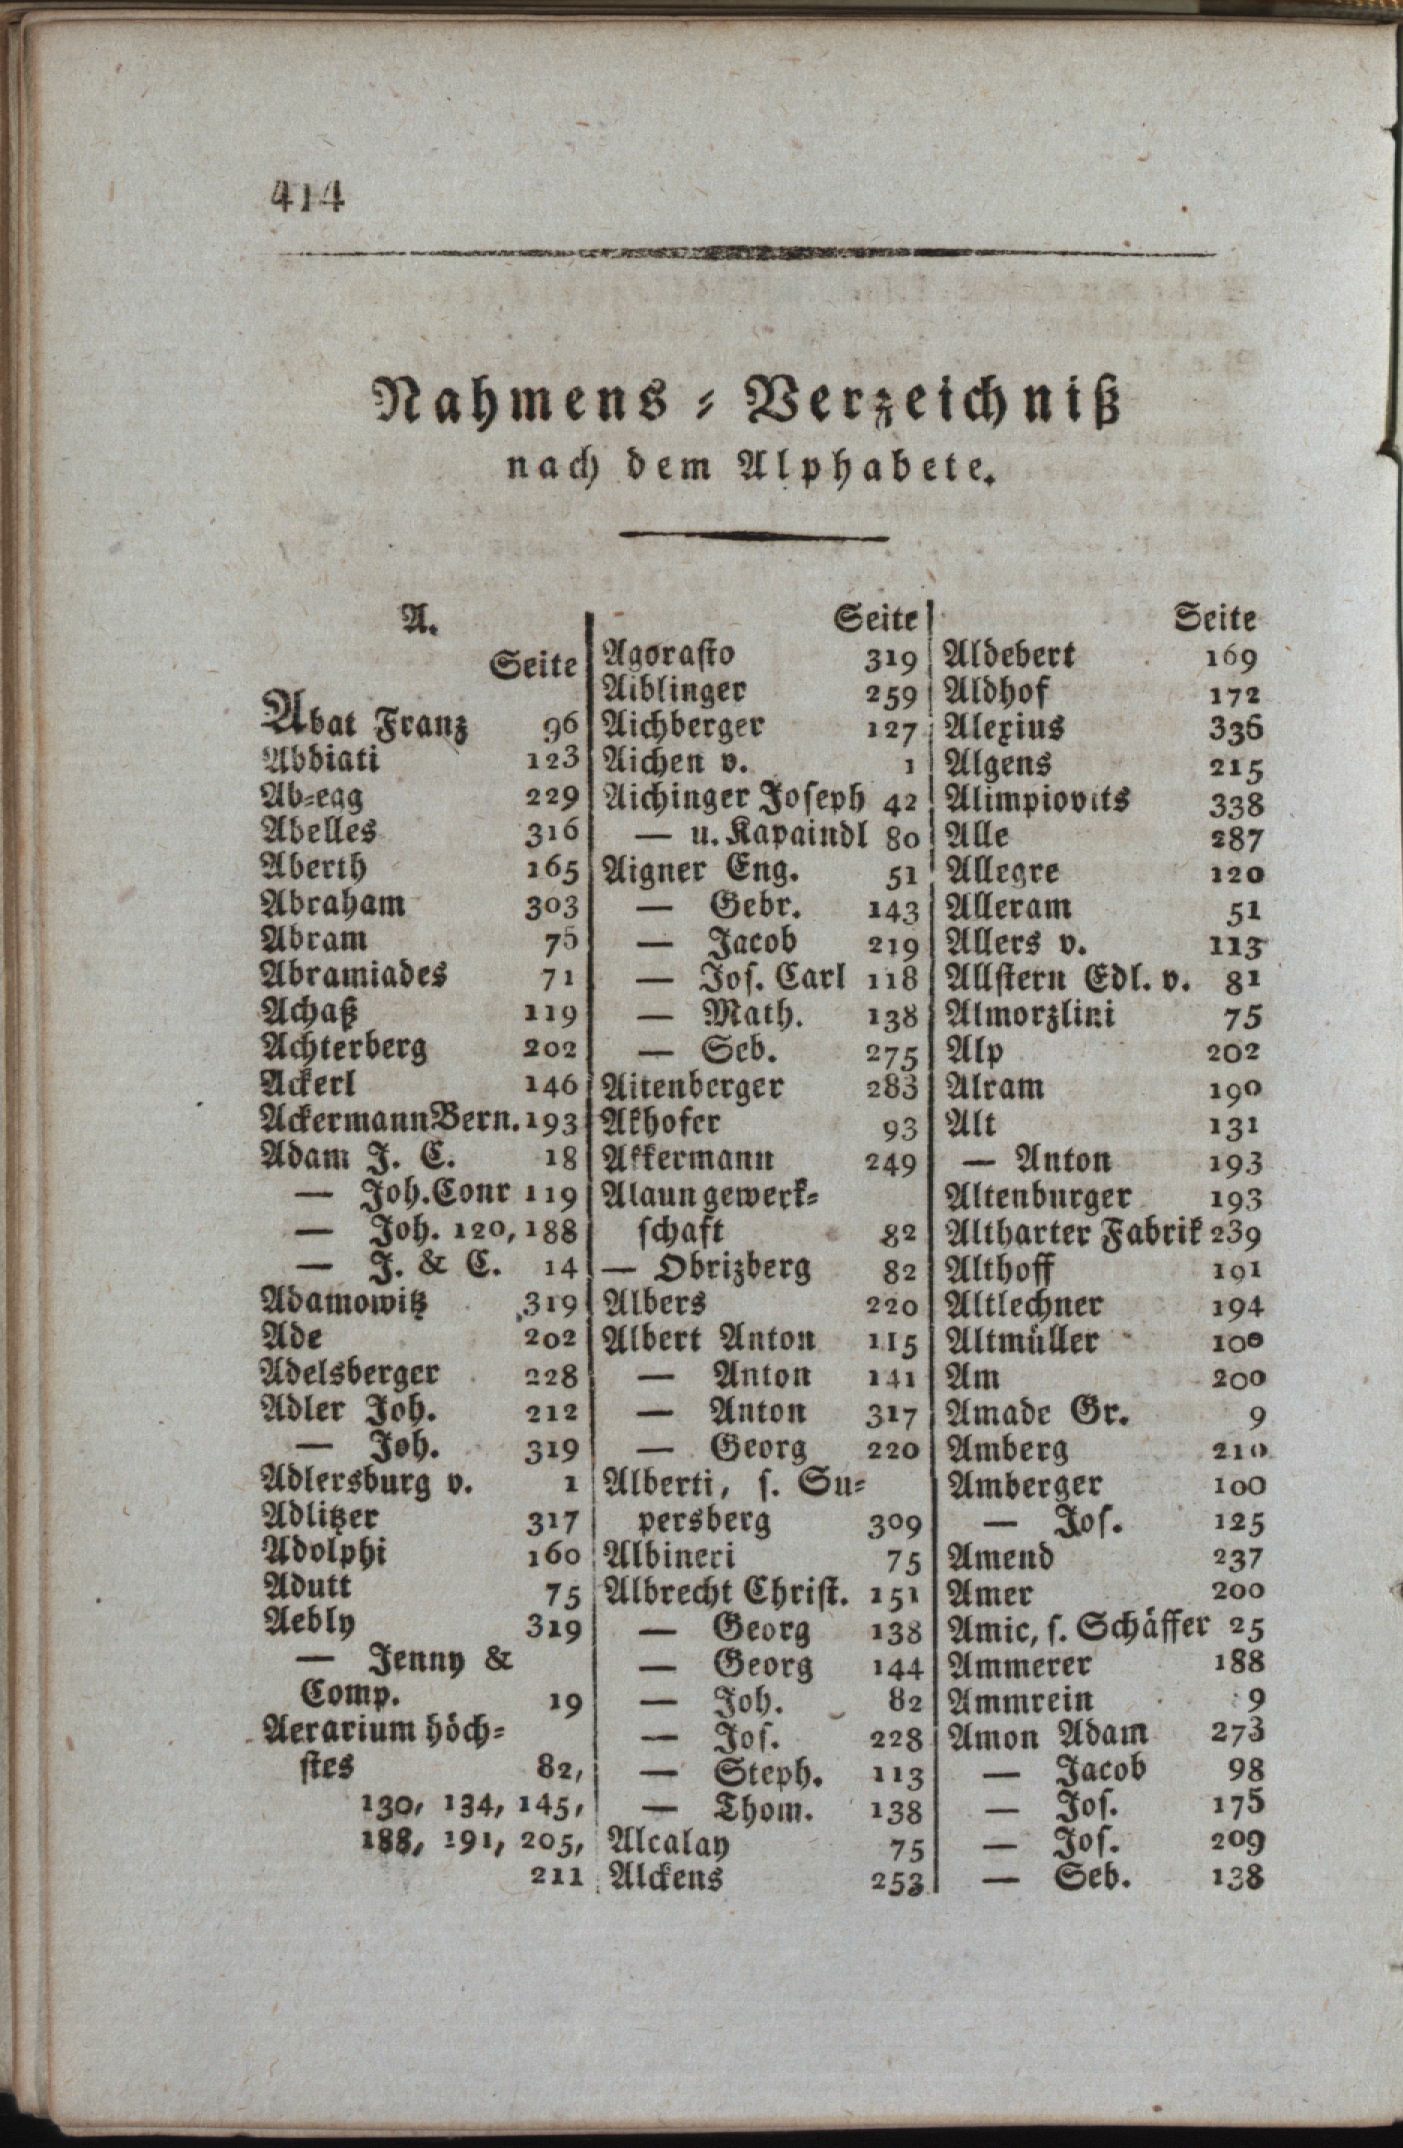 414
Nahmens-Verzeichniß
nach dem Alphabete.
A.
Seite
Abat Franz 96
Abdiati 123
Ab-egg 229
Abelles 316
Aberth 165
Abraham 303
Abram 75
Abramiades 71
Achaß 119
Achterberg 202
Ackerl 146
Ackermann Bern. 193
Adam J. C. 18
— Joh. Conr 119
— Joh. 120, 188
— J. & C. 14
Adamowitz 319
Ade 202
Adelsberger 228
Adler Joh. 212
— Joh. 319
Adlersburg v. 1
Adlitzer 317
Adolphi 160
Adutt 75
Aebly 319
— Jenny &
Comp. 19
Aerarium höch-
stes 82,
130, 134, 145,
188, 191, 205,
211
Seite
Agorasto 319
Aiblinger 259
Aichberger 127
Aichen v. 1
Aichinger Joseph 42
— u. Kapaindl 80
Aigner Eng. 51
— Gebr. 143
— Jacob 219
— Jos. Carl 118
— Math. 138
— Seb. 275
Aitenberger 283
Akhofer 93
Akkermann 249
Alaungewerk-
schaft 82
— Obrizberg 82
Albers 220
Albert Anton 115
— Anton 141
— Anton 317
— Georg 220
Alberti, s. Su-
persberg 309
Albineri 75
Albrecht Christ. 151
— Georg 138
— Georg 144
— Joh. 82
— Jos. 228
— Steph. 113
— Thom. 138
Alcalay 75
Alckens 253
Seite
Aldebert 169
Aldhof 172
Alexius 336
Algens 215
Alimpiovits 338
Alle 287
Allegre 120
Alleram 51
Allers v. 113
Allstern Edl. v. 81
Almorzlini 75
Alp 202
Alram 190
Alt 131
— Anton 193
Altenburger 193
Altharter Fabrik 239
Althoff 191
Altlechner 194
Altmüller 100
Am 200
Amade Gr. 9
Amberg 210
Amberger 100
— Jos. 125
Amend 237
Amer 200
Amic, s. Schäffer 25
Ammerer 188
Ammrein 9
Amon Adam 273
— Jacob 98
— Jos. 175
— Jos. 209
— Seb. 138